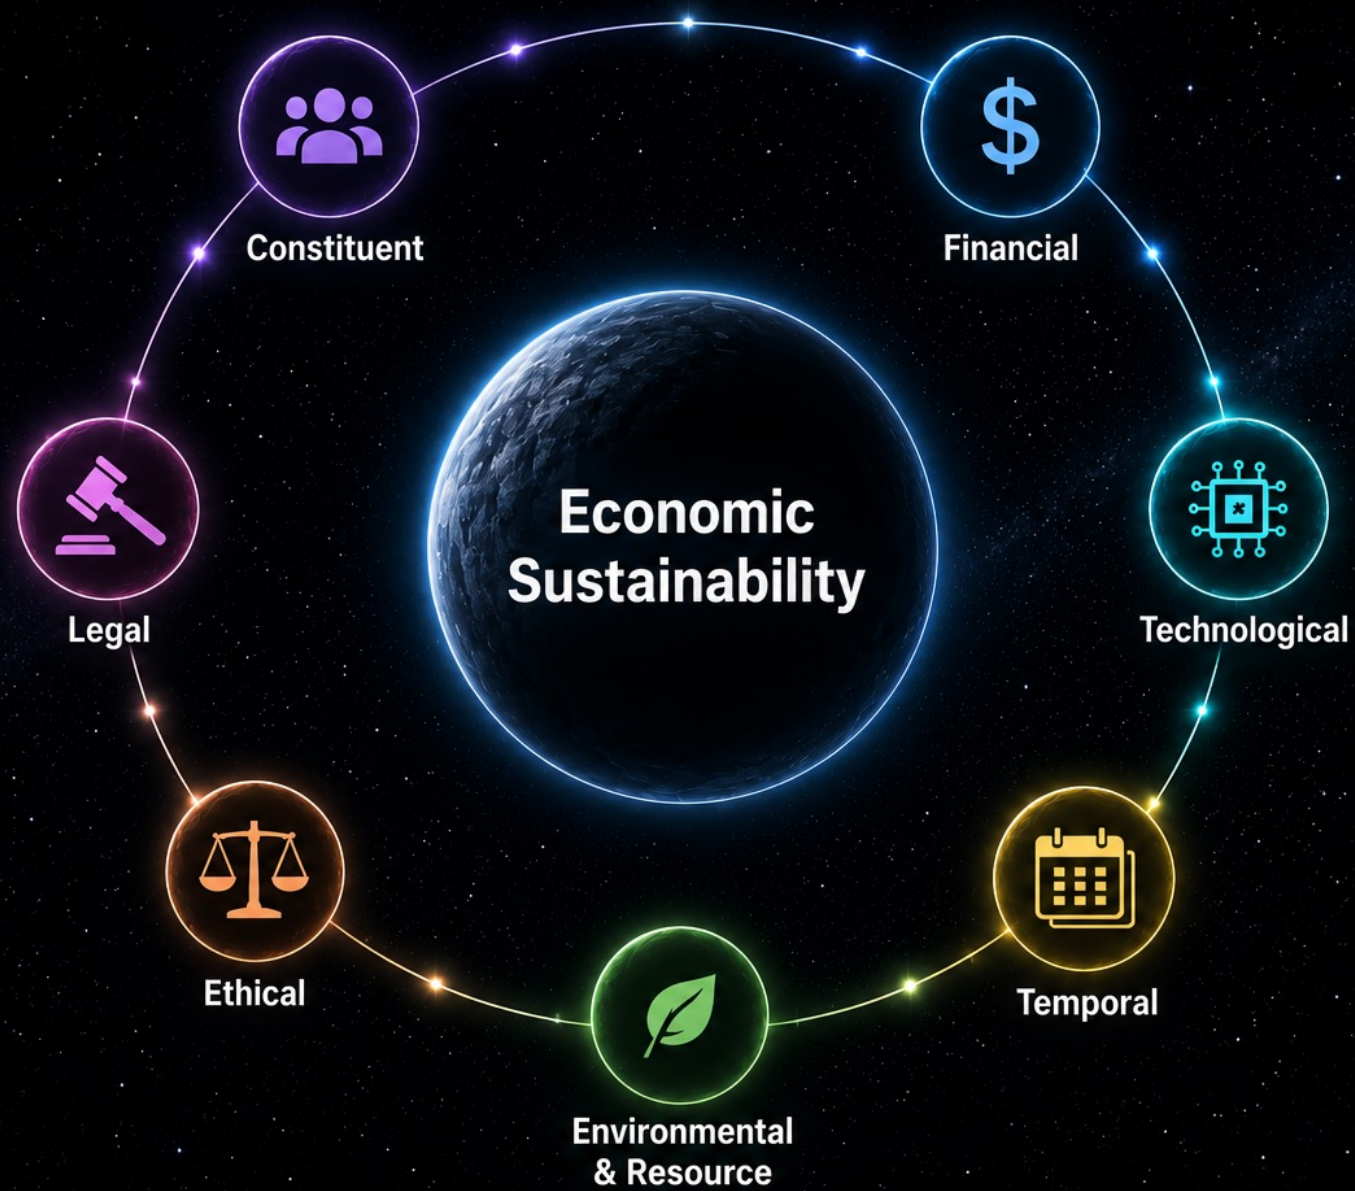 Constituent
Financial
Economic
Sustainability
Legal
Technological
Ethical
Temporal
Environmental
& Resource